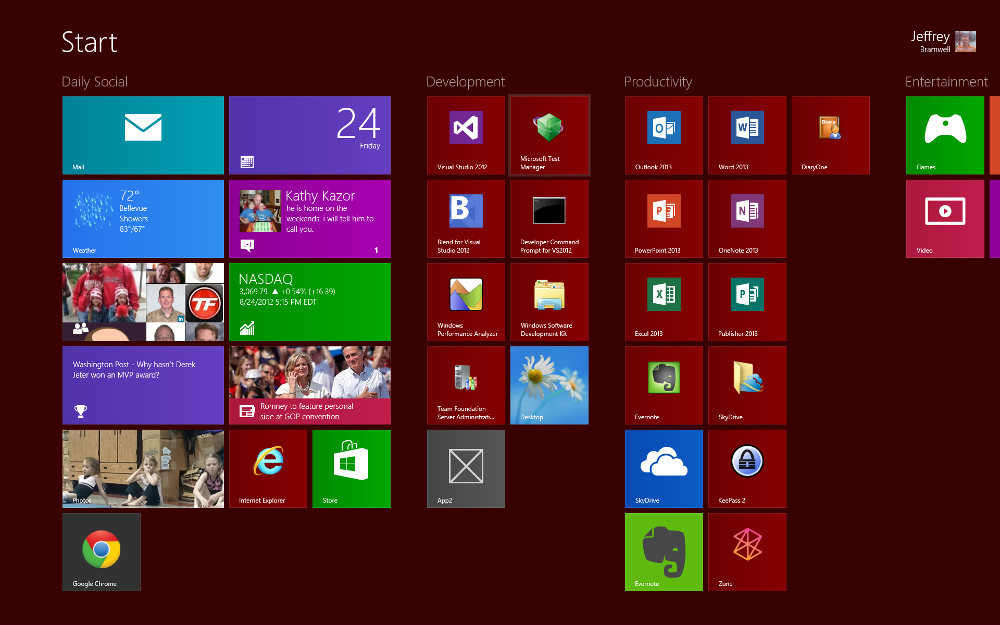 Start
Jeffrey
Bramwell
Daily Social
Mail
24
Friday
72°
Bellevue
Showers
83°/67°
Weather
Kathy Kazor
he is home on the
weekends. i will tell him to
call you.
:-)
1
in
TF
NASDAQ
3,069.79 ▲ +0.54% (+16.39)
8/24/2012 5:15 PM EDT
Washington Post - Why hasn't Derek
Jeter won an MVP award?
Romney to feature personal
side at GOP convention
Photos
Internet Explorer
Store
Google Chrome
Development
Visual Studio 2012
Microsoft Test
Manager
B
Blend for Visual
Studio 2012
Developer Command
Prompt for VS2012
Windows
Performance Analyzer
Windows Software
Development Kit
Team Foundation
Server Administrati...
Desktop
App2
Productivity
O
Outlook 2013
W
Word 2013
Diary
DiaryOne
P
PowerPoint 2013
N
OneNote 2013
X
Excel 2013
P
Publisher 2013
Evernote
SkyDrive
SkyDrive
KeePass 2
Evernote
Zune
Entertainment
Games
Video